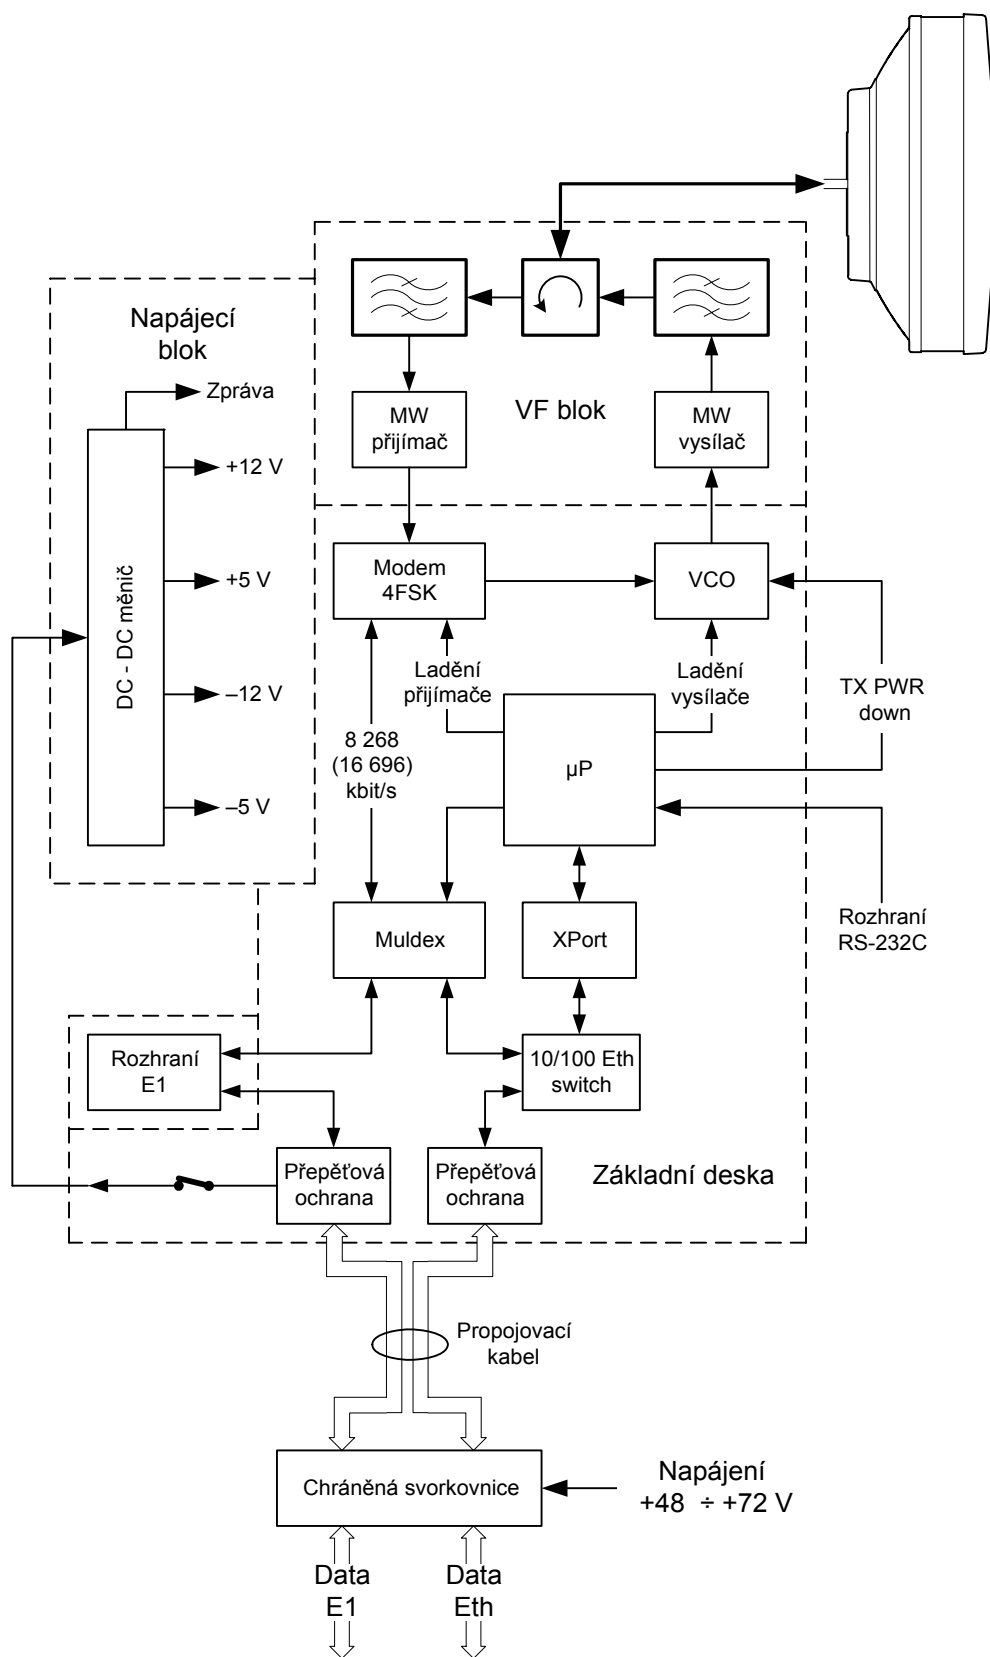 Napájecí
blok
Zpráva
+12 V
+5 V
–12 V
–5 V
DC - DC měnič
MW
přijímač
VF blok
MW
vysílač
Modem
4FSK
VCO
Ladění
přijímače
Ladění
vysílače
TX PWR
down
8 268
(16 696)
kbit/s
µP
Muldex
XPort
Rozhraní
RS-232C
Rozhraní
E1
10/100 Eth
switch
Přepěťová
ochrana
Přepěťová
ochrana
Základní deska
Propojovací
kabel
Chráněná svorkovnice
Napájení
+48 ÷ +72 V
Data
E1
Data
Eth